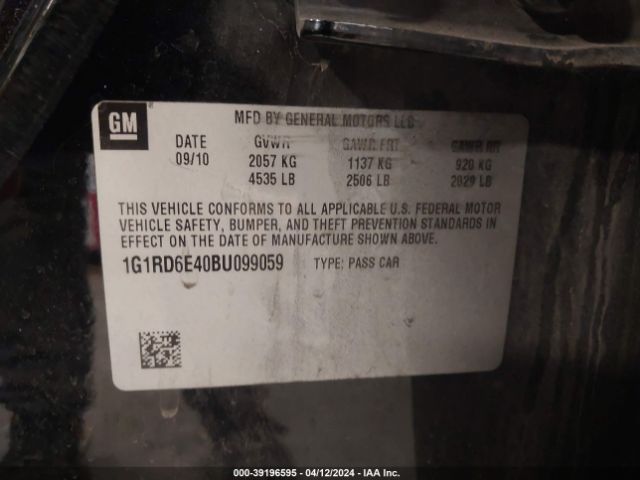 GM
MFD BY GENERAL MOTORS LLC
DATE GVWR GAWR FRT GAWR RR
09/10 2057 KG 1137 KG 920 KG
4535 LB 2506 LB 2029 LB
THIS VEHICLE CONFORMS TO ALL APPLICABLE U.S. FEDERAL MOTOR
VEHICLE SAFETY, BUMPER, AND THEFT PREVENTION STANDARDS IN
EFFECT ON THE DATE OF MANUFACTURE SHOWN ABOVE.
1G1RD6E40BU099059 TYPE: PASS CAR
000-39196595 - 04/12/2024 - IAA Inc.